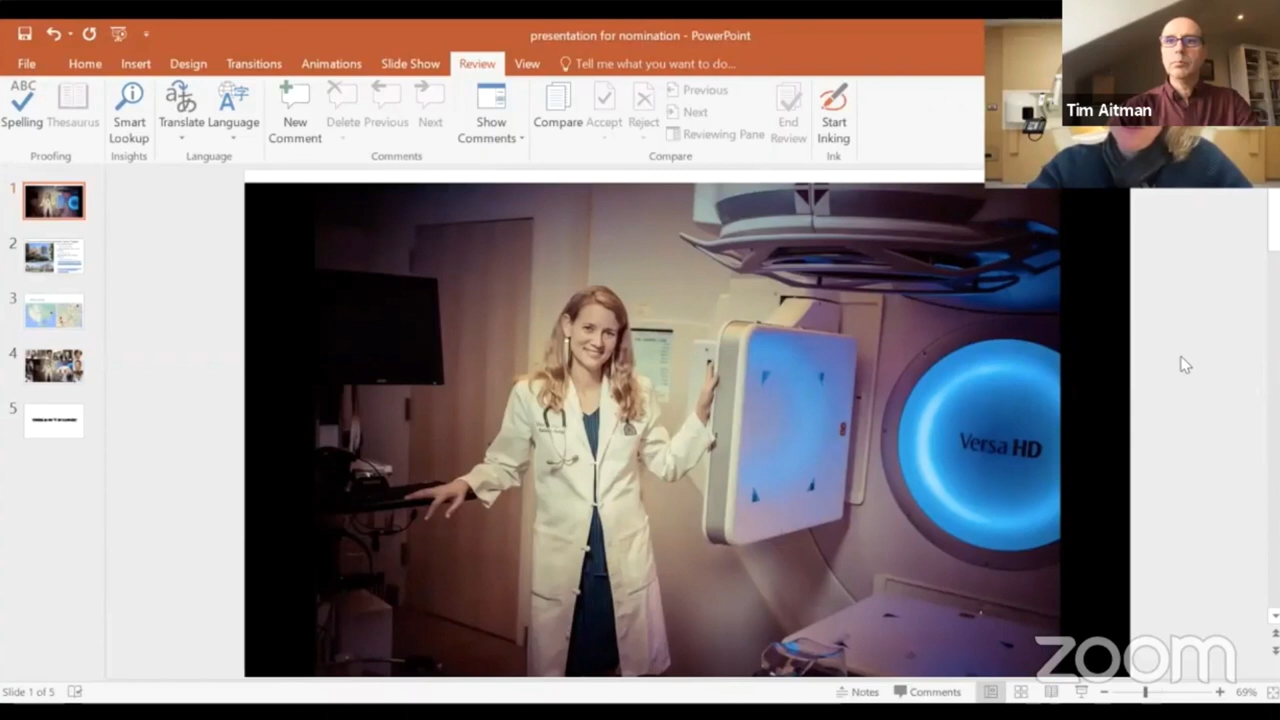 presentation for nomination - PowerPoint
File Home Insert Design Transitions Animations Slide Show Review View Tell me what you want to do...
ABC
Spelling Thesaurus Smart Lookup Translate Language New Comment Delete Previous Next Show Comments Compare Accept Reject Previous Next Reviewing Pane End Review Start Inking
Proofing Insights Language Comments Compare Ink
Tim Aitman
1
2
3
4
5
Versa HD
zoom
Slide 1 of 5 Notes Comments 69%